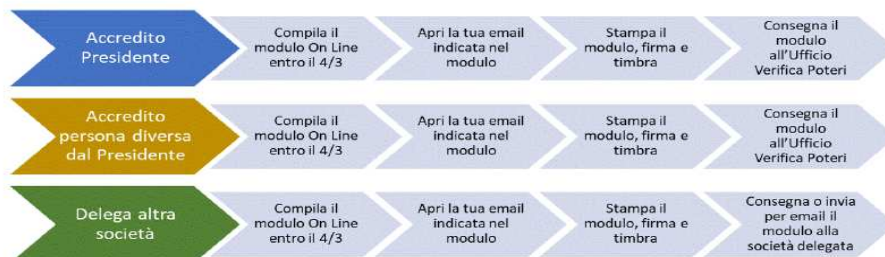 Accredito
Presidente
Compila il
modulo On Line
entro il 4/3
Apri la tua email
indicata nel
modulo
Stampa il
modulo, firma e
timbra
Consegna il
modulo
all'Ufficio
Verifica Poteri
Accredito
persona diversa
dal Presidente
Compila il
modulo On Line
entro il 4/3
Apri la tua email
indicata nel
modulo
Stampa il
modulo, firma e
timbra
Consegna il
modulo
all'Ufficio
Verifica Poteri
Delega altra
società
Compila il
modulo On Line
entro il 4/3
Apri la tua email
indicata nel
modulo
Stampa il
modulo, firma e
timbra
Consegna o invia
per email il
modulo alla
società delegata